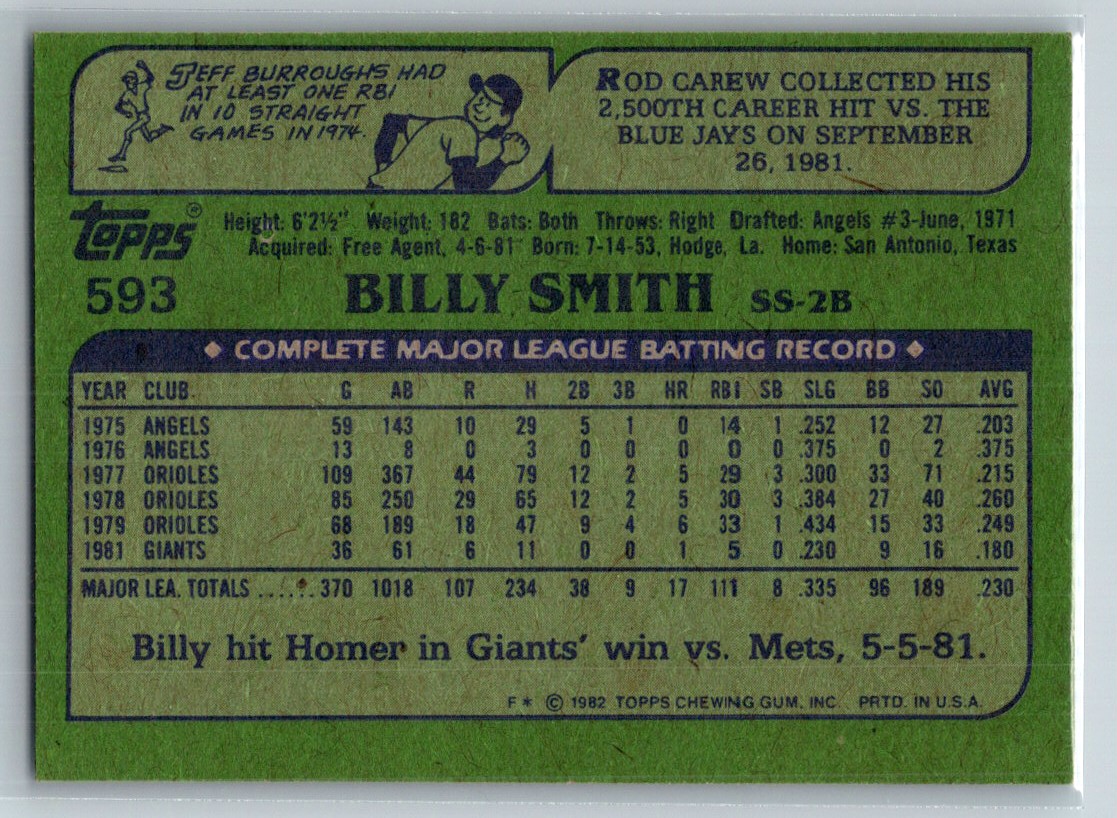 JEFF BURROUGHS HAD
AT LEAST ONE RBI
IN 10 STRAIGHT
GAMES IN 1974.
ROD CAREW COLLECTED HIS
2,500TH CAREER HIT VS. THE
BLUE JAYS ON SEPTEMBER
26, 1981.
Topps® Height: 6'2½" Weight: 182 Bats: Both Throws: Right Drafted: Angels #3-June, 1971
Acquired: Free Agent, 4-6-81 Born: 7-14-53, Hodge, La. Home: San Antonio, Texas
593 BILLY SMITH SS-2B
◆ COMPLETE MAJOR LEAGUE BATTING RECORD ◆
YEAR CLUB G AB R H 2B 3B HR RBI SB SLG BB SO AVG
1975 ANGELS 59 143 10 29 5 1 0 14 1 .252 12 27 .203
1976 ANGELS 13 8 0 3 0 0 0 0 0 .375 0 2 .375
1977 ORIOLES 109 367 44 79 12 2 5 29 3 .300 33 71 .215
1978 ORIOLES 85 250 29 65 12 2 5 30 3 .384 27 40 .260
1979 ORIOLES 68 189 18 47 9 4 6 33 1 .434 15 33 .249
1981 GIANTS 36 61 6 11 0 0 1 5 0 .230 9 16 .180
MAJOR LEA. TOTALS ...... 370 1018 107 234 38 9 17 111 8 .335 96 189 .230
Billy hit Homer in Giants' win vs. Mets, 5-5-81.
F* © 1982 TOPPS CHEWING GUM, INC. PRTD. IN U.S.A.